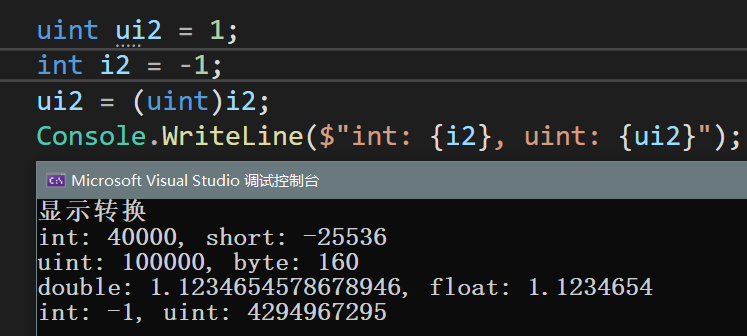 uint ui2 = 1;
int i2 = -1;
ui2 = (uint)i2;
Console.WriteLine($"int: {i2}, uint: {ui2}");
Microsoft Visual Studio 调试控制台
显示转换
int: 40000, short: -25536
uint: 100000, byte: 160
double: 1.1234654578678946, float: 1.1234654
int: -1, uint: 4294967295